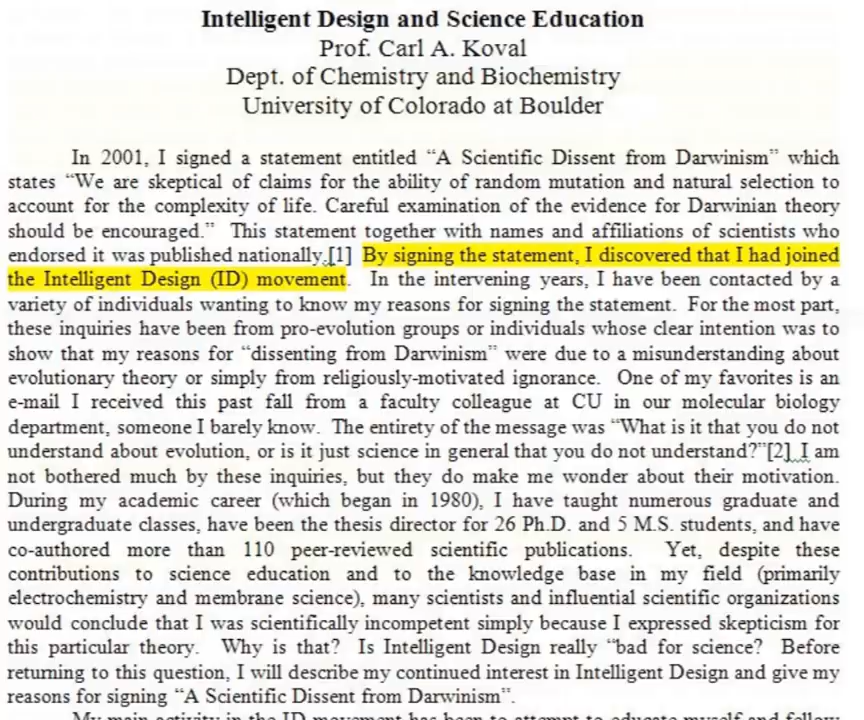 Intelligent Design and Science Education
Prof. Carl A. Koval
Dept. of Chemistry and Biochemistry
University of Colorado at Boulder
In 2001, I signed a statement entitled “A Scientific Dissent from Darwinism” which
states “We are skeptical of claims for the ability of random mutation and natural selection to
account for the complexity of life. Careful examination of the evidence for Darwinian theory
should be encouraged.” This statement together with names and affiliations of scientists who
endorsed it was published nationally.[1] By signing the statement, I discovered that I had joined
the Intelligent Design (ID) movement. In the intervening years, I have been contacted by a
variety of individuals wanting to know my reasons for signing the statement. For the most part,
these inquiries have been from pro-evolution groups or individuals whose clear intention was to
show that my reasons for “dissenting from Darwinism” were due to a misunderstanding about
evolutionary theory or simply from religiously-motivated ignorance. One of my favorites is an
e-mail I received this past fall from a faculty colleague at CU in our molecular biology
department, someone I barely know. The entirety of the message was “What is it that you do not
understand about evolution, or is it just science in general that you do not understand?”[2] I am
not bothered much by these inquiries, but they do make me wonder about their motivation.
During my academic career (which began in 1980), I have taught numerous graduate and
undergraduate classes, have been the thesis director for 26 Ph.D. and 5 M.S. students, and have
co-authored more than 110 peer-reviewed scientific publications. Yet, despite these
contributions to science education and to the knowledge base in my field (primarily
electrochemistry and membrane science), many scientists and influential scientific organizations
would conclude that I was scientifically incompetent simply because I expressed skepticism for
this particular theory. Why is that? Is Intelligent Design really “bad for science? Before
returning to this question, I will describe my continued interest in Intelligent Design and give my
reasons for signing “A Scientific Dissent from Darwinism”.
My main activity in the ID movement has been to attempt to educate myself and fellow